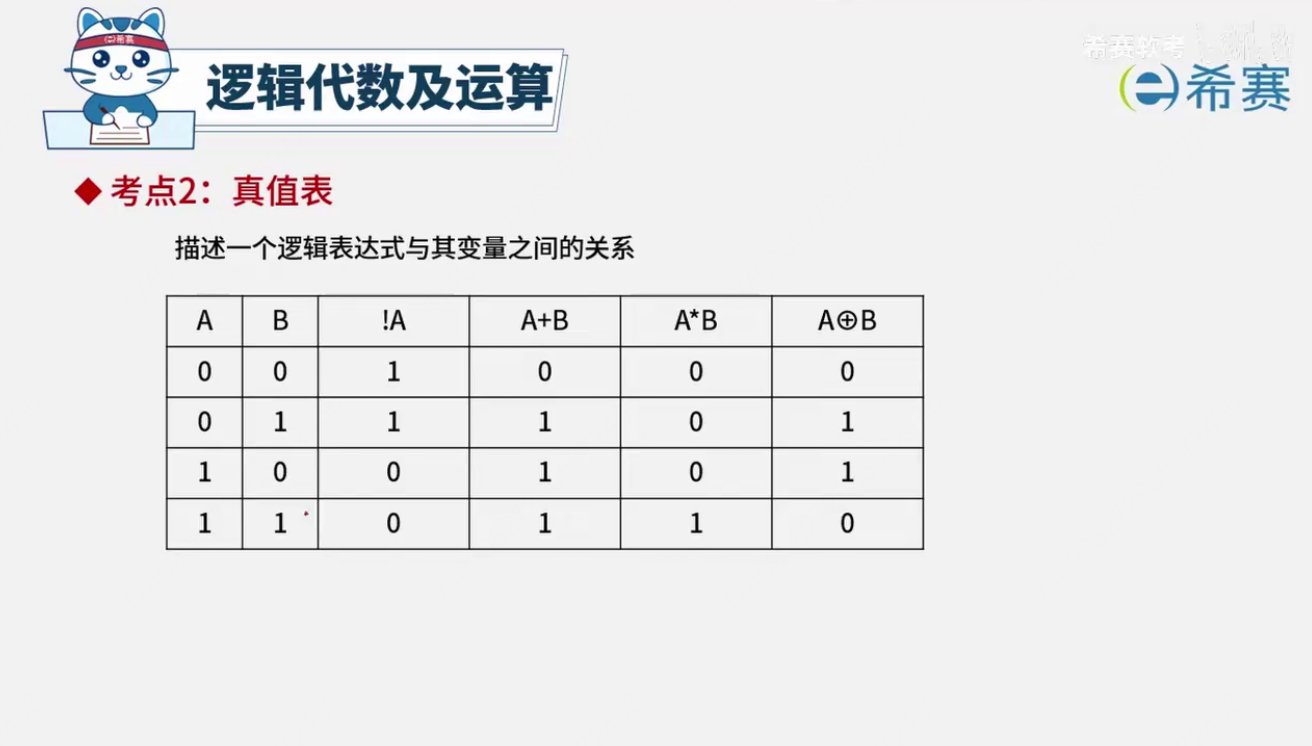 希赛
逻辑代数及运算
希赛软考
希赛
◆ 考点2：真值表
描述一个逻辑表达式与其变量之间的关系
A B !A A+B A*B A⊕B
0 0 1 0 0 0
0 1 1 1 0 1
1 0 0 1 0 1
1 1 0 1 1 0